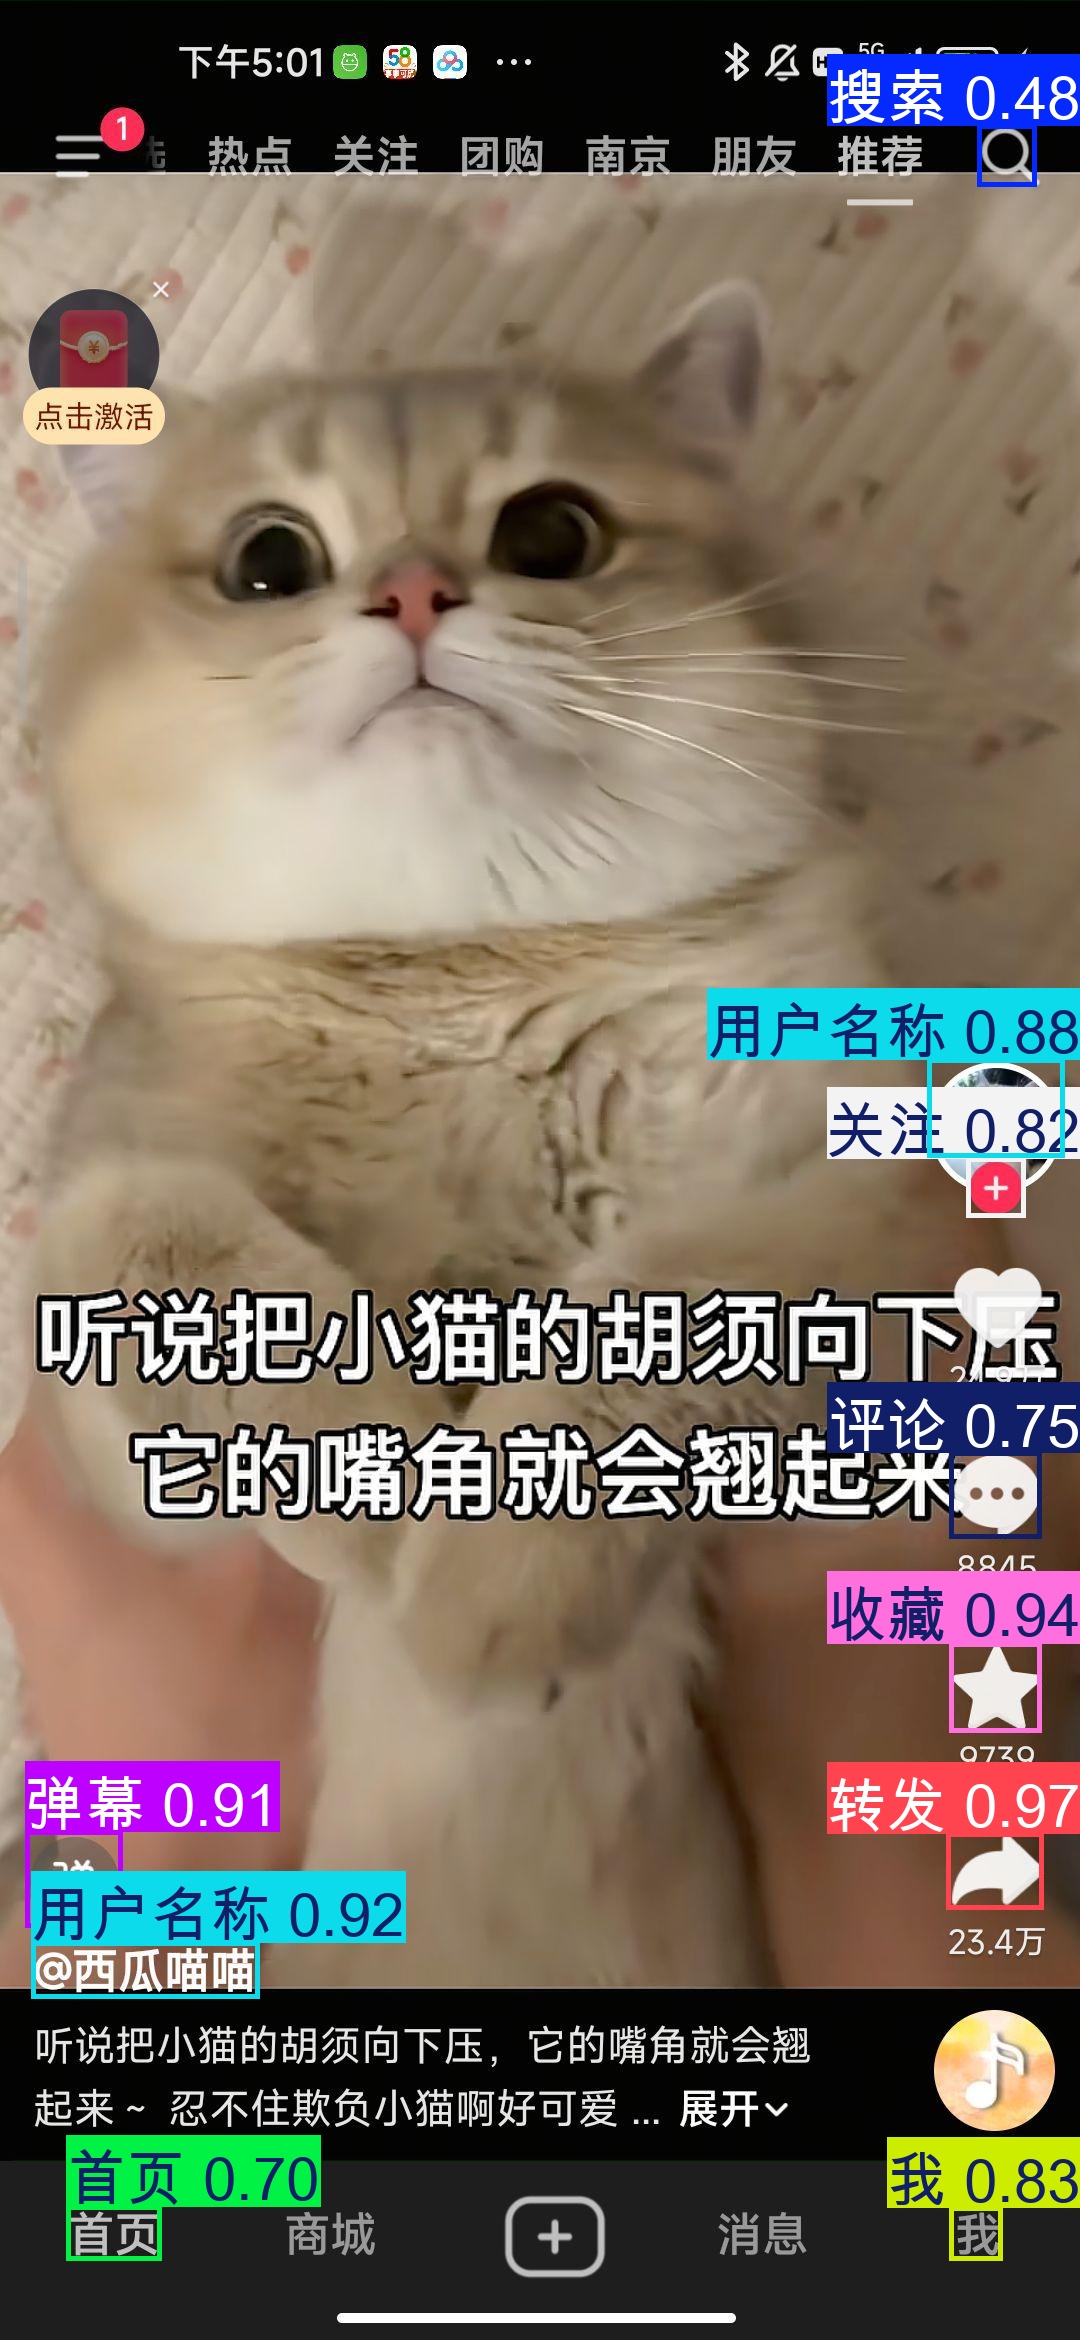 下午5:01
58
5G
搜索 0.48
1
热点 关注 团购 南京 朋友 推荐
点击激活
用户名称 0.88
关注 0.82
听说把小猫的胡须向下压
评论 0.75
它的嘴角就会翘起来
8845
收藏 0.94
9739
弹幕 0.91
转发 0.97
用户名称 0.92
23.4万
@西瓜喵喵
听说把小猫的胡须向下压，它的嘴角就会翘
起来~ 忍不住欺负小猫啊好可爱 ... 展开
首页 0.70
我 0.83
首页 商城 消息 我